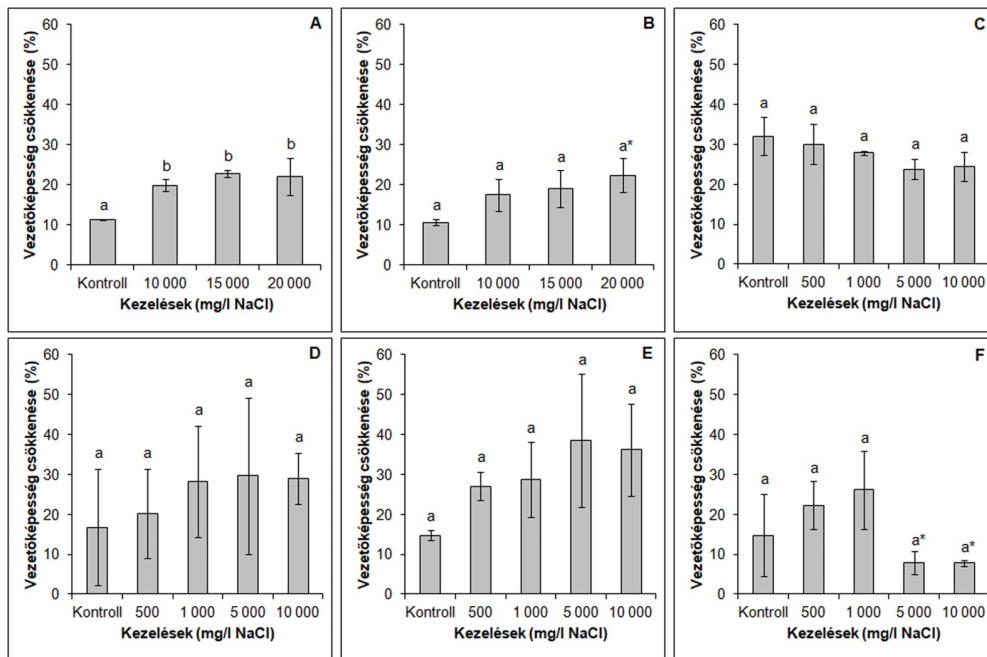 A
Vezetőképesség csökkenése (%)
60
50
40
30
20
10
0
a
b
b
b
Kontroll 10 000 15 000 20 000
Kezelések (mg/l NaCl)
B
Vezetőképesség csökkenése (%)
60
50
40
30
20
10
0
a
a
a
a*
Kontroll 10 000 15 000 20 000
Kezelések (mg/l NaCl)
C
Vezetőképesség csökkenése (%)
60
50
40
30
20
10
0
a
a
a
a
a
Kontroll 500 1 000 5 000 10 000
Kezelések (mg/l NaCl)
D
Vezetőképesség csökkenése (%)
60
50
40
30
20
10
0
a
a
a
a
a
Kontroll 500 1 000 5 000 10 000
Kezelések (mg/l NaCl)
E
Vezetőképesség csökkenése (%)
60
50
40
30
20
10
0
a
a
a
a
a
Kontroll 500 1 000 5 000 10 000
Kezelések (mg/l NaCl)
F
Vezetőképesség csökkenése (%)
60
50
40
30
20
10
0
a
a
a
a*
a*
Kontroll 500 1 000 5 000 10 000
Kezelések (mg/l NaCl)